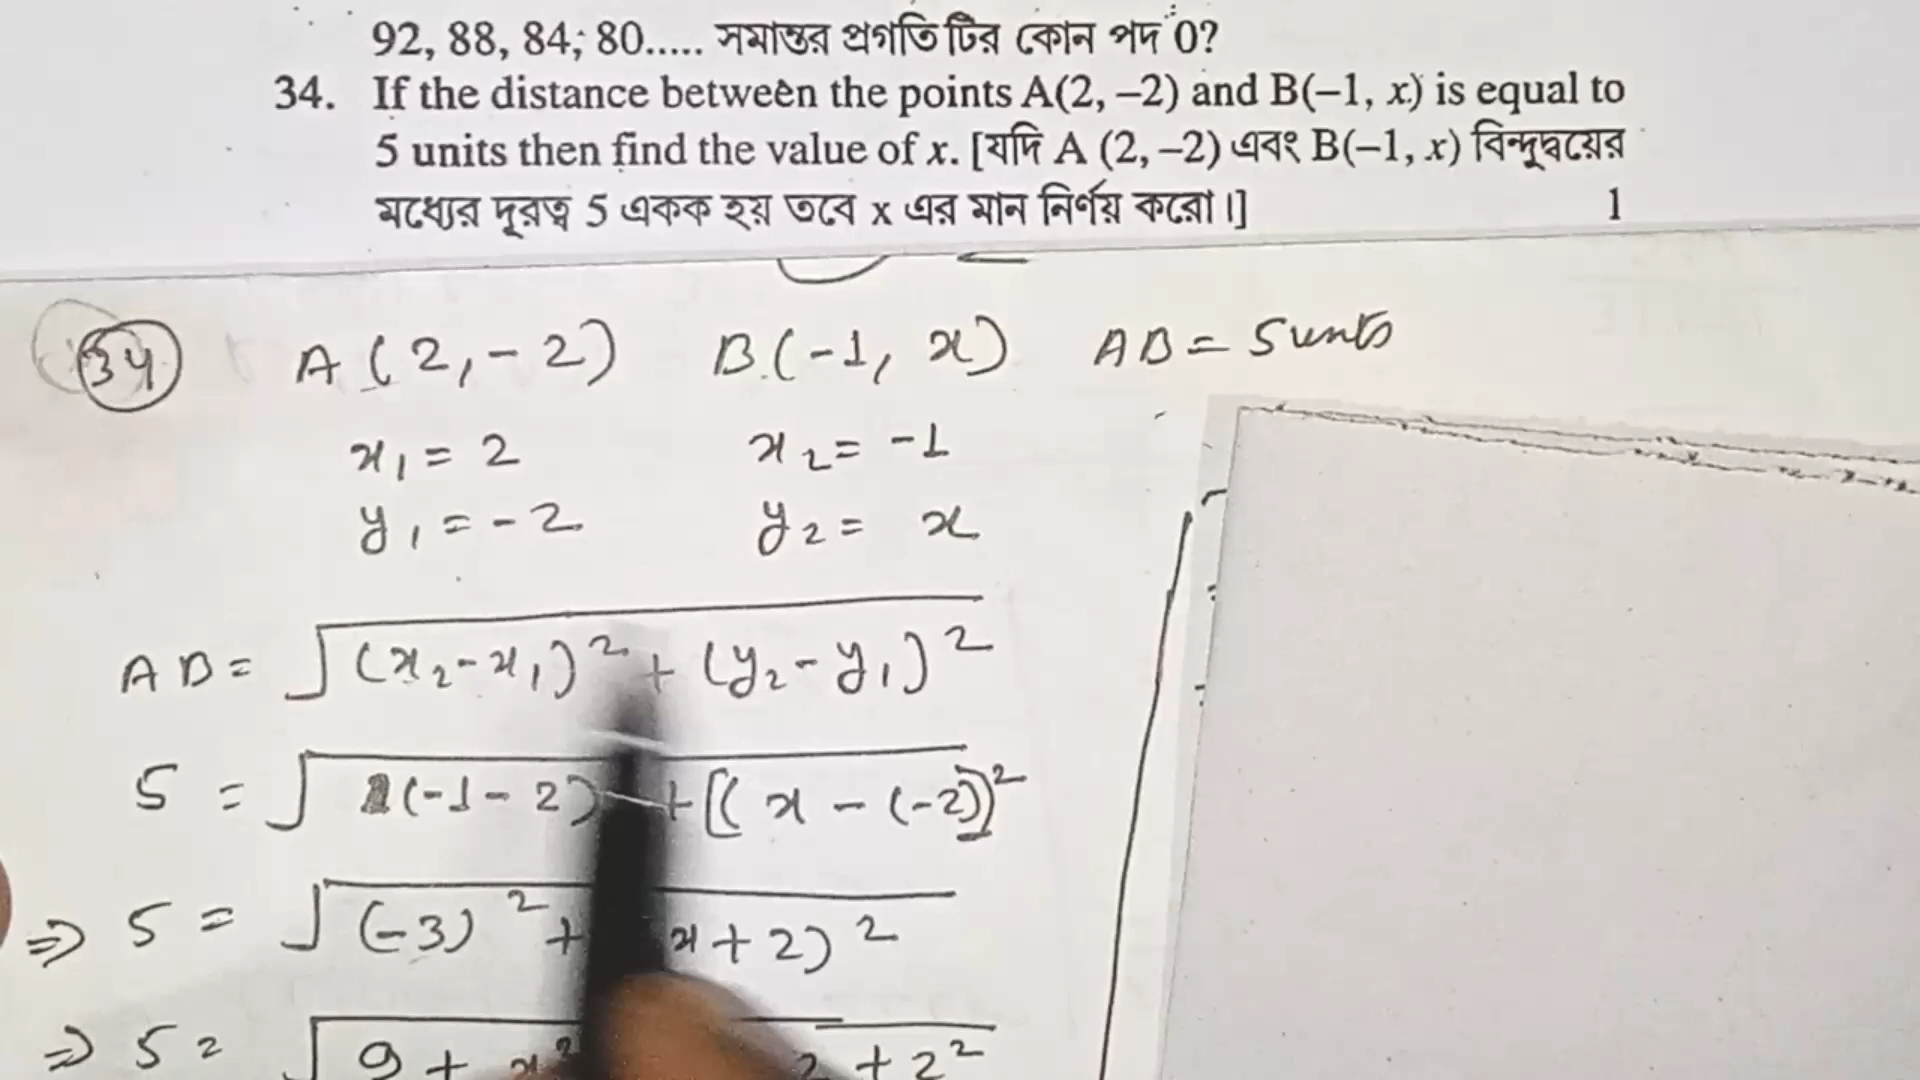 92, 88, 84, 80..... সমান্তর প্রগতি টির কোন পদ 0?
34. If the distance between the points A(2, –2) and B(–1, x) is equal to
5 units then find the value of x. [যদি A (2, –2) এবং B(–1, x) বিন্দুদ্বয়ের
মধ্যের দূরত্ব 5 একক হয় তবে x এর মান নির্ণয় করো।] 1
34 A (2, -2) B (-1, x) AB = 5 units
x₁ = 2 x₂ = -1
y₁ = -2 y₂ = x
AB = √(x₂-x₁)² + (y₂-y₁)²
5 = √(-1-2) + [(x-(-2)]²
⇒ 5 = √(-3)² + x+2)²
⇒ 5 = √9 + x² + 2²